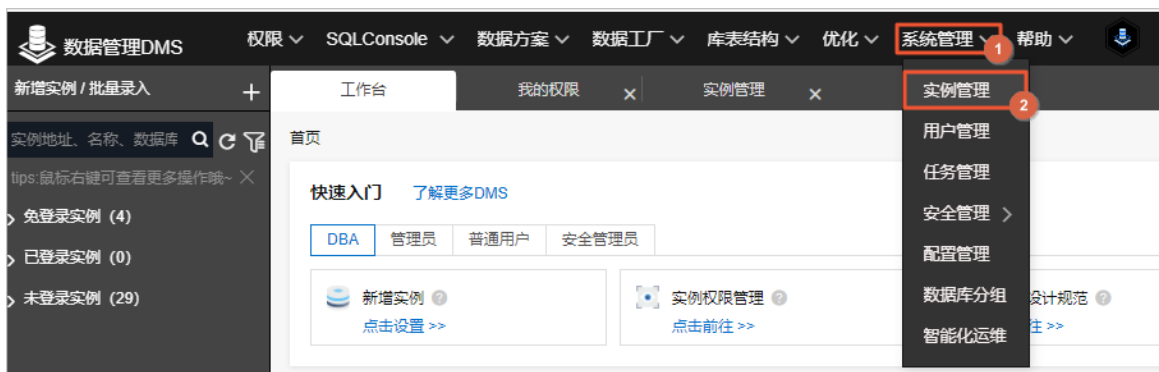 数据管理DMS 权限 SQLConsole 数据方案 数据工厂 库表结构 优化 系统管理 1 帮助
新增实例 / 批量录入 + 工作台 我的权限 × 实例管理 × 实例管理 2
实例地址、名称、数据库 首页 用户管理
tips:鼠标右键可查看更多操作哦~ × 任务管理
快速入门 了解更多DMS
免登录实例 (4) 安全管理 >
DBA 管理员 普通用户 安全管理员
已登录实例 (0) 配置管理
未登录实例 (29) 新增实例 实例权限管理 数据库分组 设计规范
点击设置 >> 点击前往 >> 往 >>
智能化运维